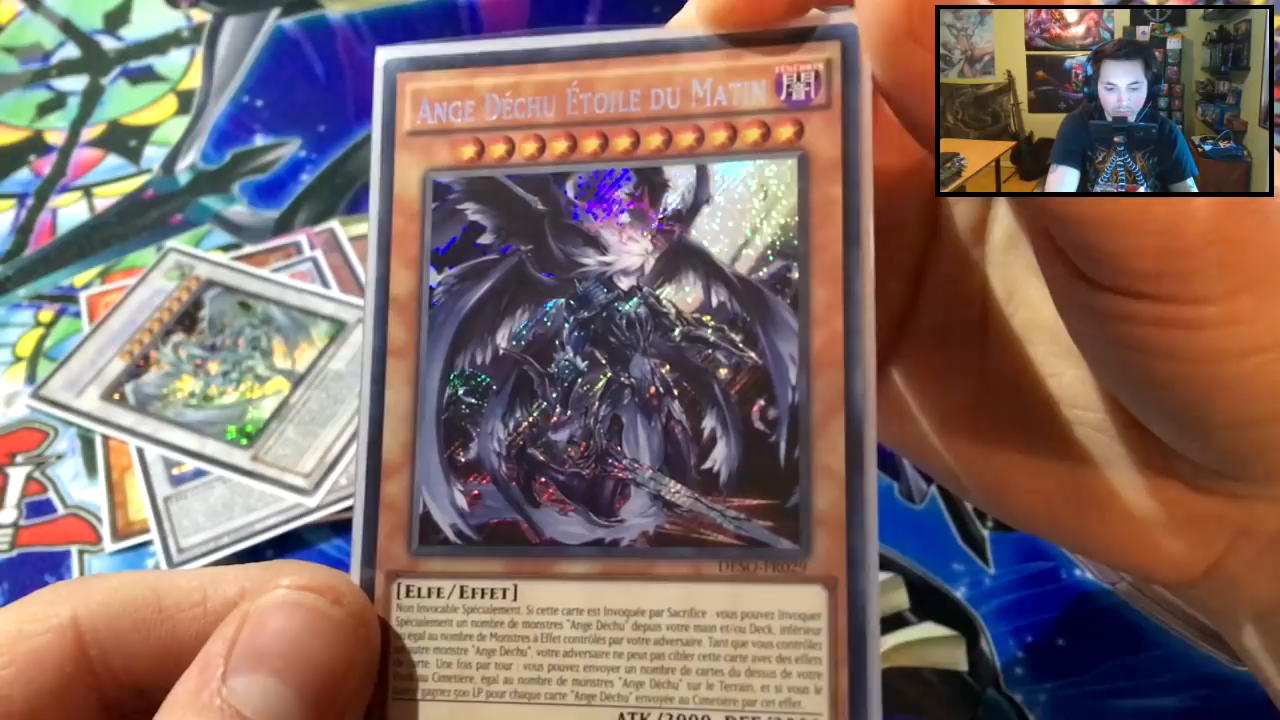 ANGE DÉCHU ÉTOILE DU MATIN
TÉNÈBRES
闇
DESO-FR029
[ELFE/EFFET]
Non Invocable Spécialement. Si cette carte est Invoquée par Sacrifice : vous pouvez Invoquer
Spécialement un nombre de monstres "Ange Déchu" depuis votre main et/ou Deck, inférieur
ou égal au nombre de Monstres à Effet contrôlés par votre adversaire. Tant que vous contrôlez
un autre monstre "Ange Déchu", votre adversaire ne peut pas cibler cette carte avec des effets
de carte. Une fois par tour : vous pouvez envoyer un nombre de cartes du dessus de votre
Deck au Cimetière, égal au nombre de monstres "Ange Déchu" sur le Terrain, et si vous le
faites, gagnez 500 LP pour chaque carte "Ange Déchu" envoyée au Cimetière par cet effet.
ATK/3000 DEF/